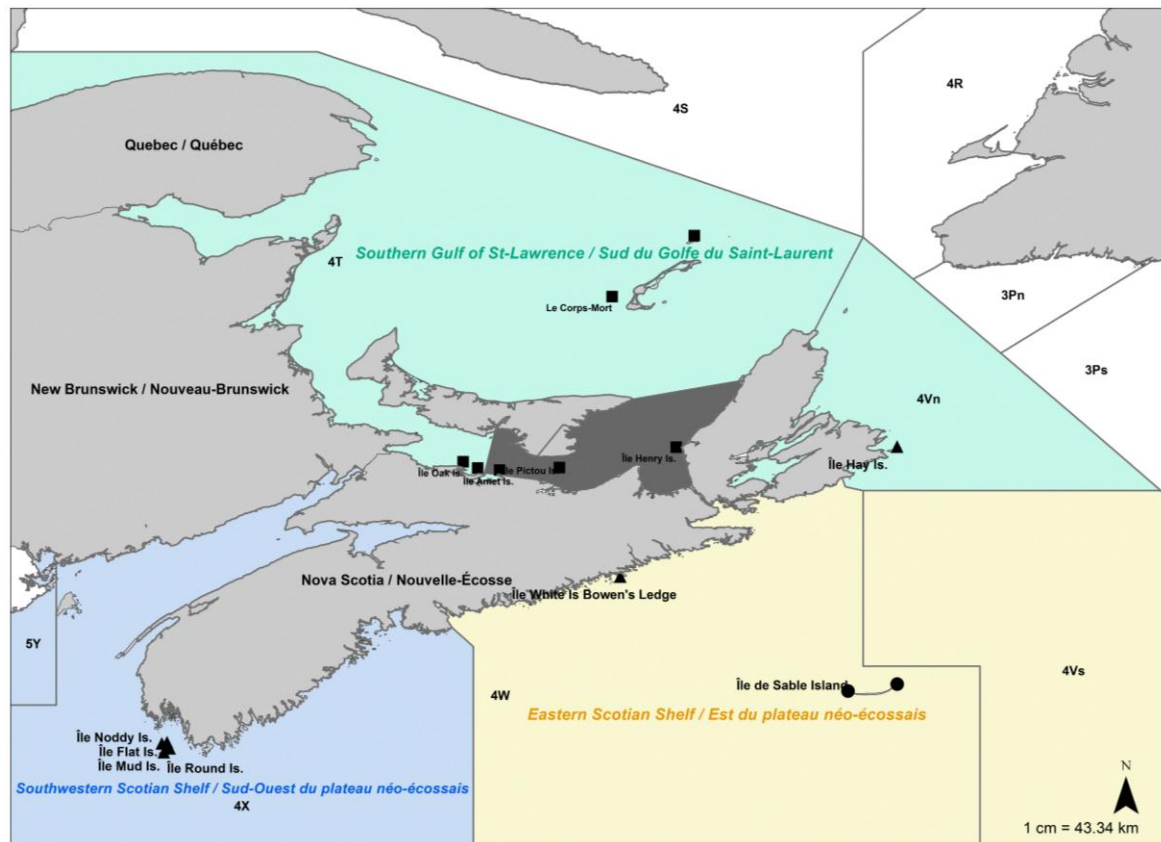 4S
4R
Quebec / Québec
4T
Southern Gulf of St-Lawrence / Sud du Golfe du Saint-Laurent
3Pn
Le Corps-Mort
3Ps
New Brunswick / Nouveau-Brunswick
4Vn
Île Henry Is.
Île Hay Is.
Île Oak Is.
Île Pictou Is.
Île Amet Is.
Nova Scotia / Nouvelle-Écosse
Île White Is Bowen's Ledge
5Y
4Vs
Île de Sable Island
4W
Eastern Scotian Shelf / Est du plateau néo-écossais
Île Noddy Is.
Île Flat Is.
Île Mud Is.
Île Round Is.
N
Southwestern Scotian Shelf / Sud-Ouest du plateau néo-écossais
4X
1 cm = 43.34 km